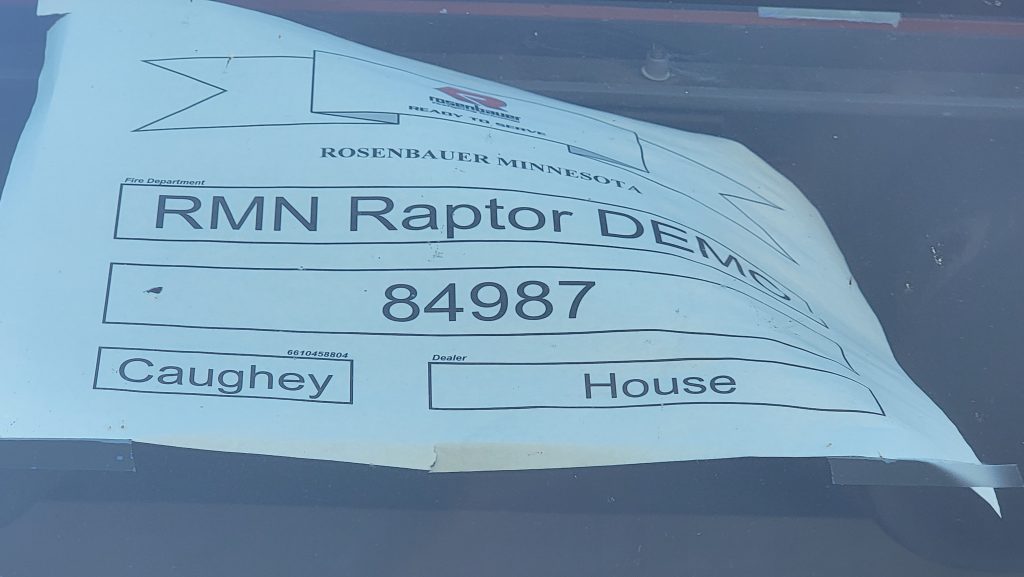 rosenbauer
READY TO SERVE
ROSENBAUER MINNESOTA
Fire Department
RMN Raptor DEMO
84987
6610458804
Caughey
Dealer
House